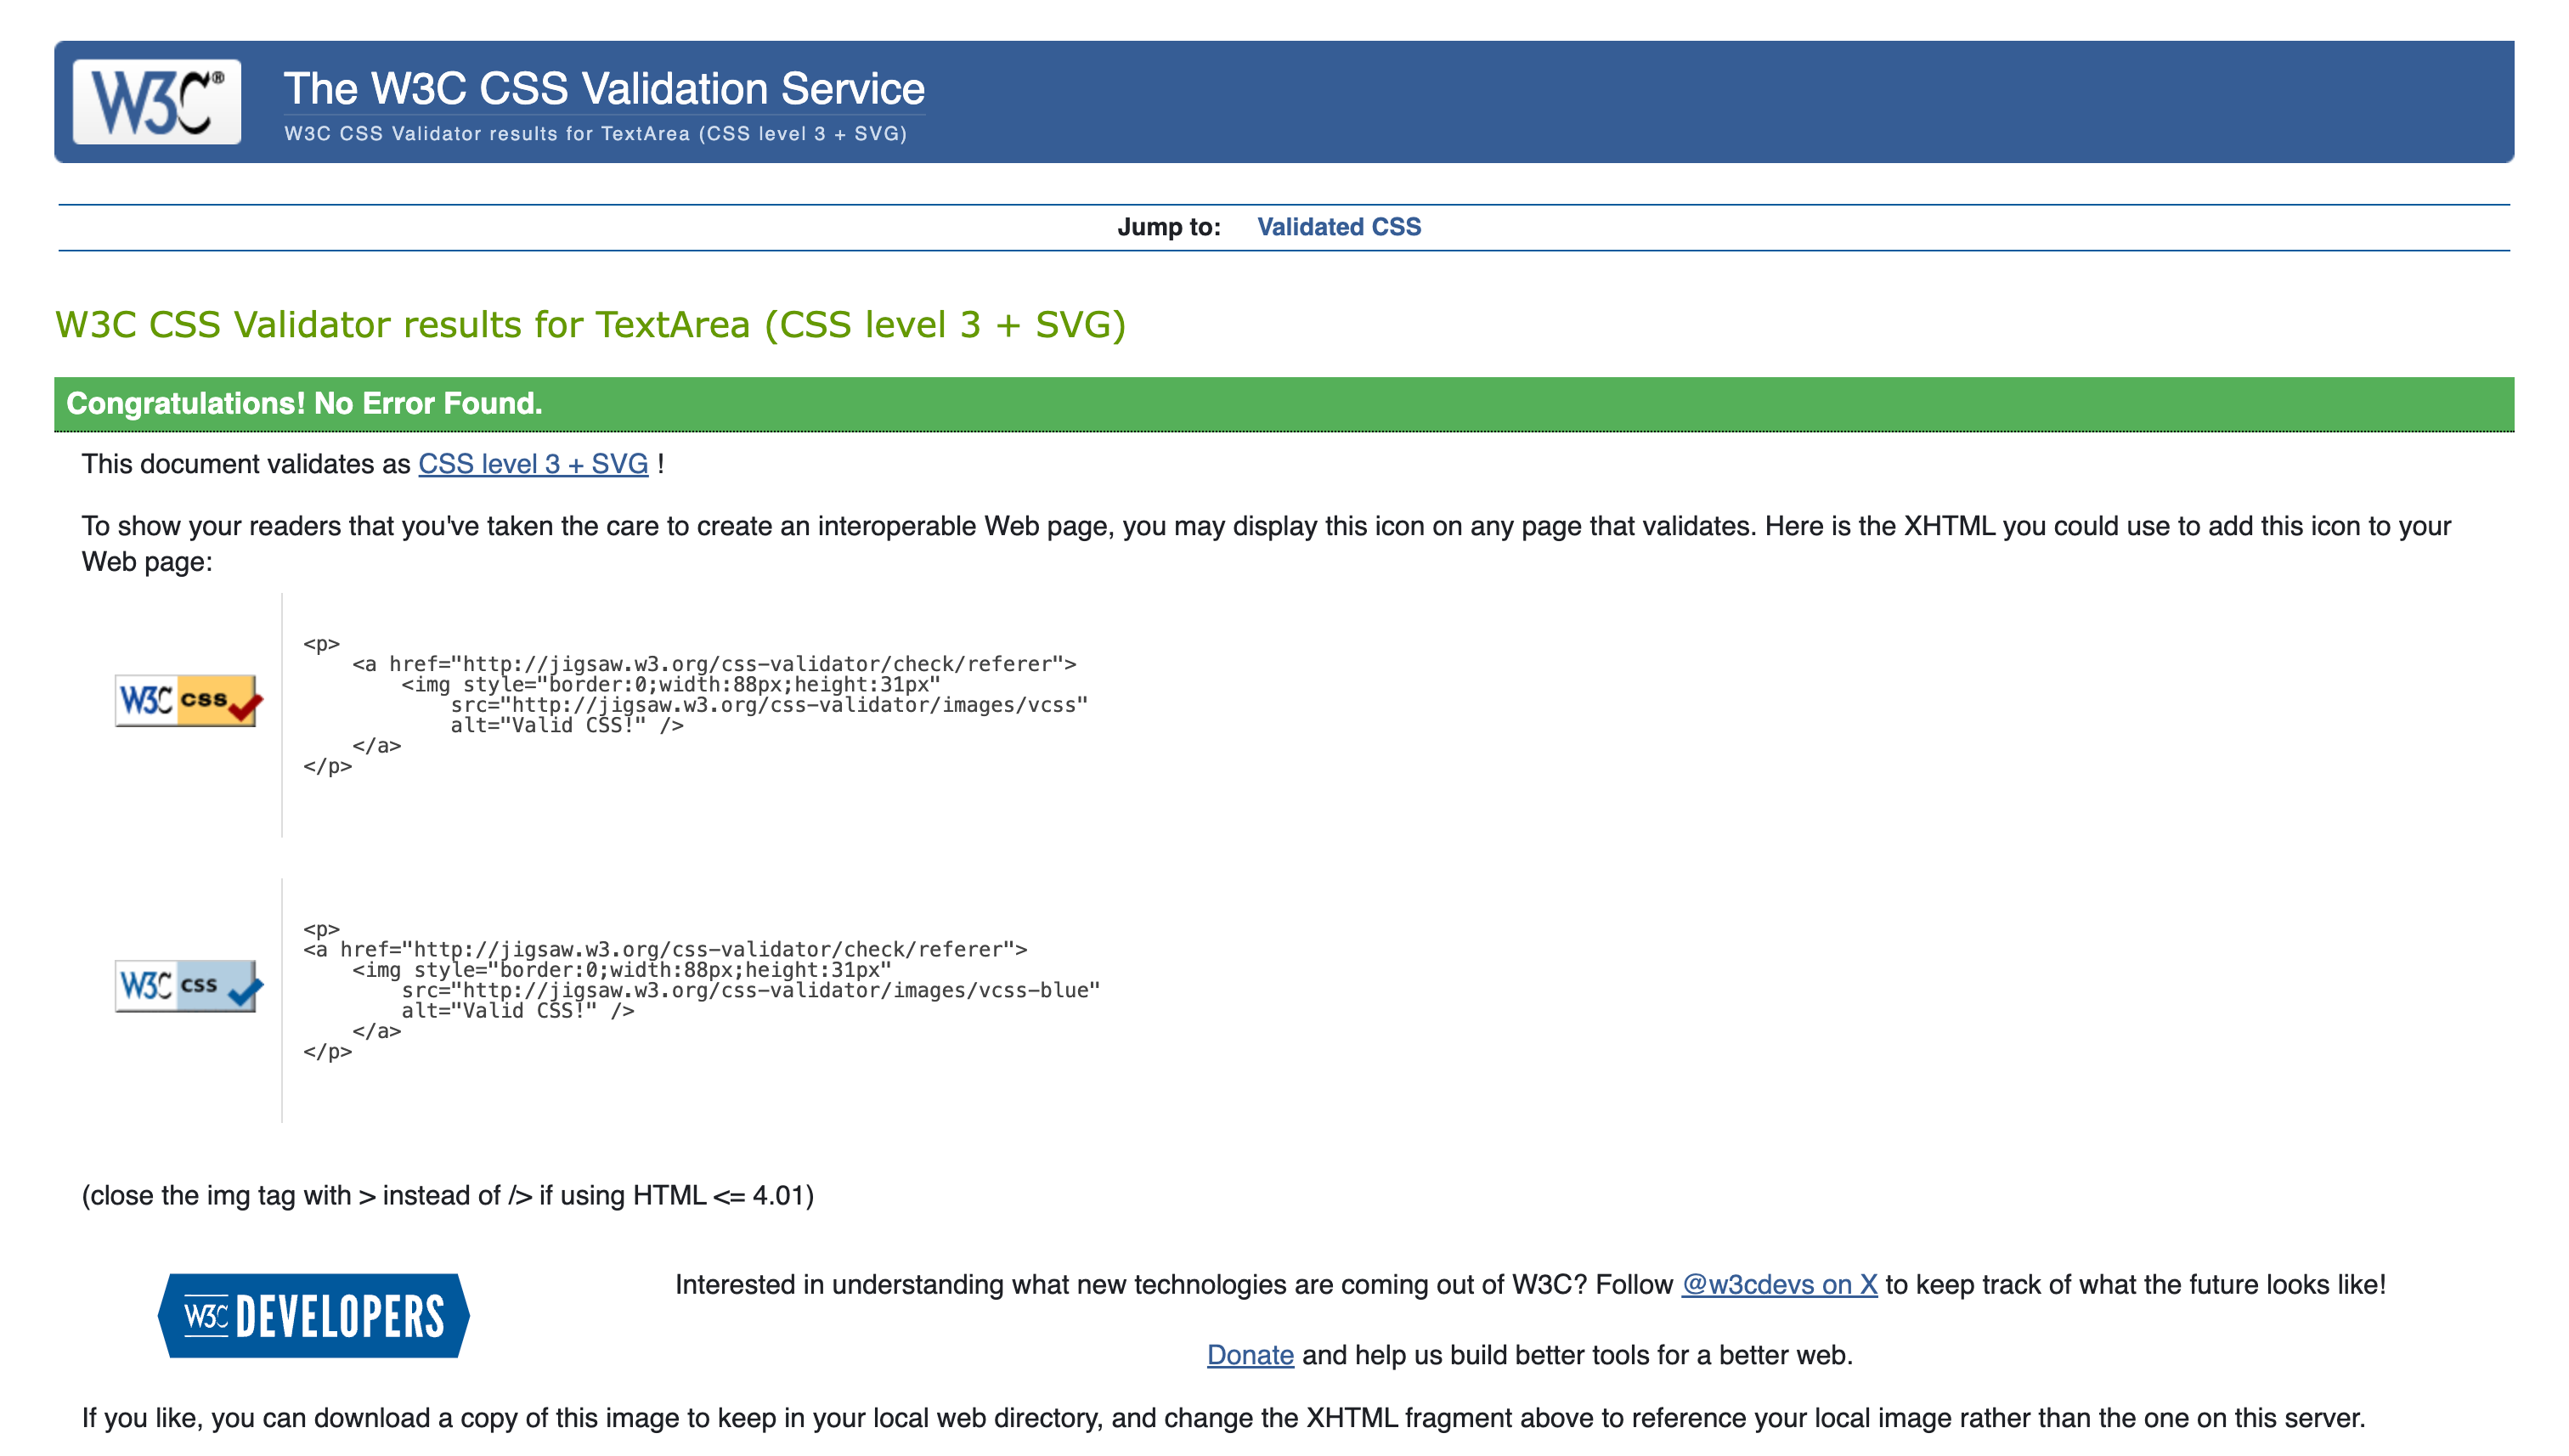 W3C®
The W3C CSS Validation Service
W3C CSS Validator results for TextArea (CSS level 3 + SVG)
Jump to: Validated CSS
W3C CSS Validator results for TextArea (CSS level 3 + SVG)
Congratulations! No Error Found.
This document validates as CSS level 3 + SVG !
To show your readers that you've taken the care to create an interoperable Web page, you may display this icon on any page that validates. Here is the XHTML you could use to add this icon to your
Web page:
W3C css
<p>
    <a href="http://jigsaw.w3.org/css-validator/check/referer">
        <img style="border:0;width:88px;height:31px"
            src="http://jigsaw.w3.org/css-validator/images/vcss"
            alt="Valid CSS!" />
    </a>
</p>
W3C css
<p>
<a href="http://jigsaw.w3.org/css-validator/check/referer">
    <img style="border:0;width:88px;height:31px"
        src="http://jigsaw.w3.org/css-validator/images/vcss-blue"
        alt="Valid CSS!" />
    </a>
</p>
(close the img tag with > instead of /> if using HTML <= 4.01)
W3C DEVELOPERS
Interested in understanding what new technologies are coming out of W3C? Follow @w3cdevs on X to keep track of what the future looks like!
Donate and help us build better tools for a better web.
If you like, you can download a copy of this image to keep in your local web directory, and change the XHTML fragment above to reference your local image rather than the one on this server.